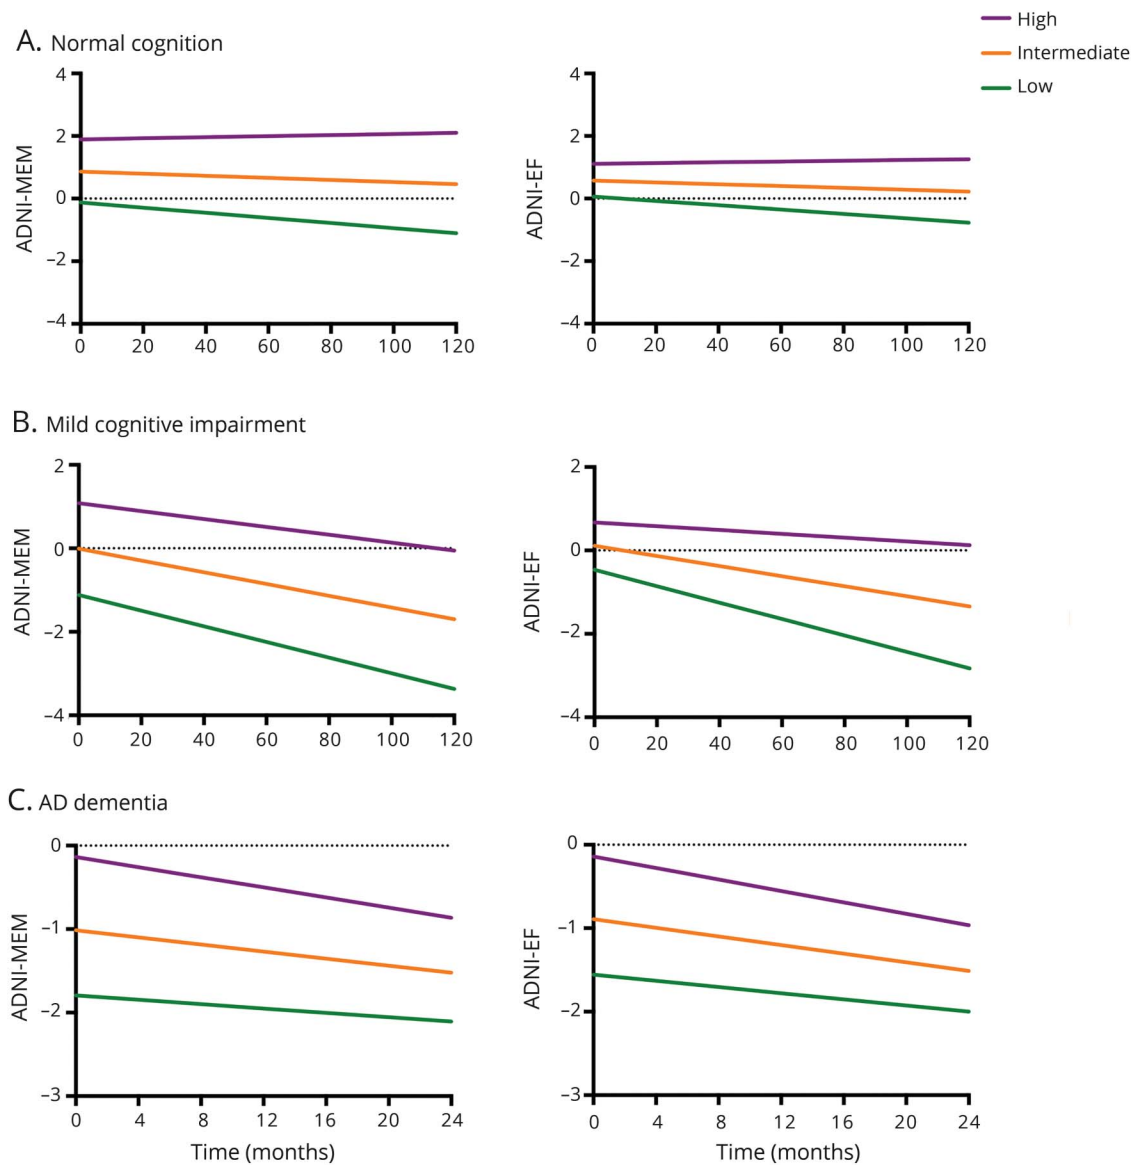 High
Intermediate
Low
A. Normal cognition
ADNI-MEM
4
2
0
–2
–4
0 20 40 60 80 100 120
ADNI-EF
4
2
0
–2
–4
0 20 40 60 80 100 120
B. Mild cognitive impairment
ADNI-MEM
2
0
–2
–4
0 20 40 60 80 100 120
ADNI-EF
2
0
–2
–4
0 20 40 60 80 100 120
C. AD dementia
ADNI-MEM
0
–1
–2
–3
0 4 8 12 16 20 24
Time (months)
ADNI-EF
0
–1
–2
–3
0 4 8 12 16 20 24
Time (months)